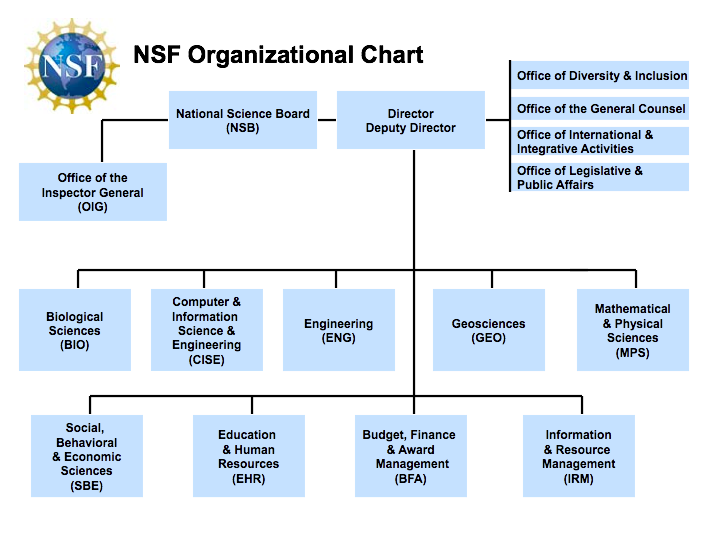 NSF
NSF Organizational Chart
National Science Board
(NSB)
Director
Deputy Director
Office of Diversity & Inclusion
Office of the General Counsel
Office of International &
Integrative Activities
Office of Legislative &
Public Affairs
Office of the
Inspector General
(OIG)
Biological
Sciences
(BIO)
Computer &
Information
Science &
Engineering
(CISE)
Engineering
(ENG)
Geosciences
(GEO)
Mathematical
& Physical
Sciences
(MPS)
Social,
Behavioral
& Economic
Sciences
(SBE)
Education
& Human
Resources
(EHR)
Budget, Finance
& Award
Management
(BFA)
Information
& Resource
Management
(IRM)